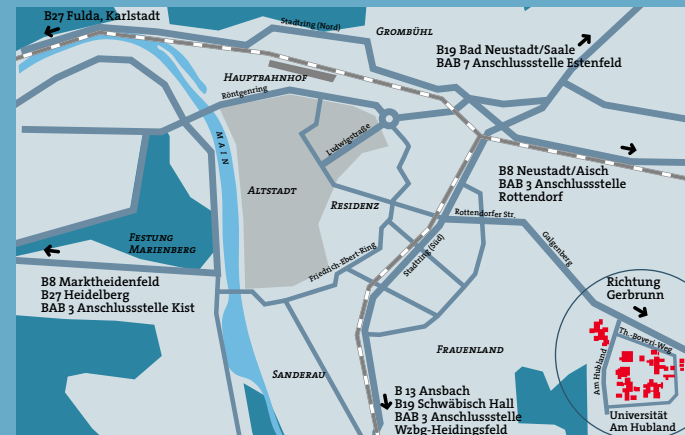 B27 Fulda, Karlstadt
Stadtring (Nord)
Grombühl
B19 Bad Neustadt/Saale
BAB 7 Anschlussstelle Estenfeld
Hauptbahnhof
Röntgenring
Main
Ludwigstraße
B8 Neustadt/Aisch
BAB 3 Anschlussstelle
Rottendorf
Altstadt
Residenz
Rottendorfer Str.
Festung
Marienberg
Friedrich-Ebert-Ring
Stadtring (Süd)
Galgenberg
B8 Marktheidenfeld
B27 Heidelberg
BAB 3 Anschlussstelle Kist
Richtung
Gerbrunn
Th.-Boveri-Weg
Am Hubland
Frauenland
Sanderau
B 13 Ansbach
B19 Schwäbisch Hall
BAB 3 Anschlussstelle
Wzbg-Heidingsfeld
Universität
Am Hubland